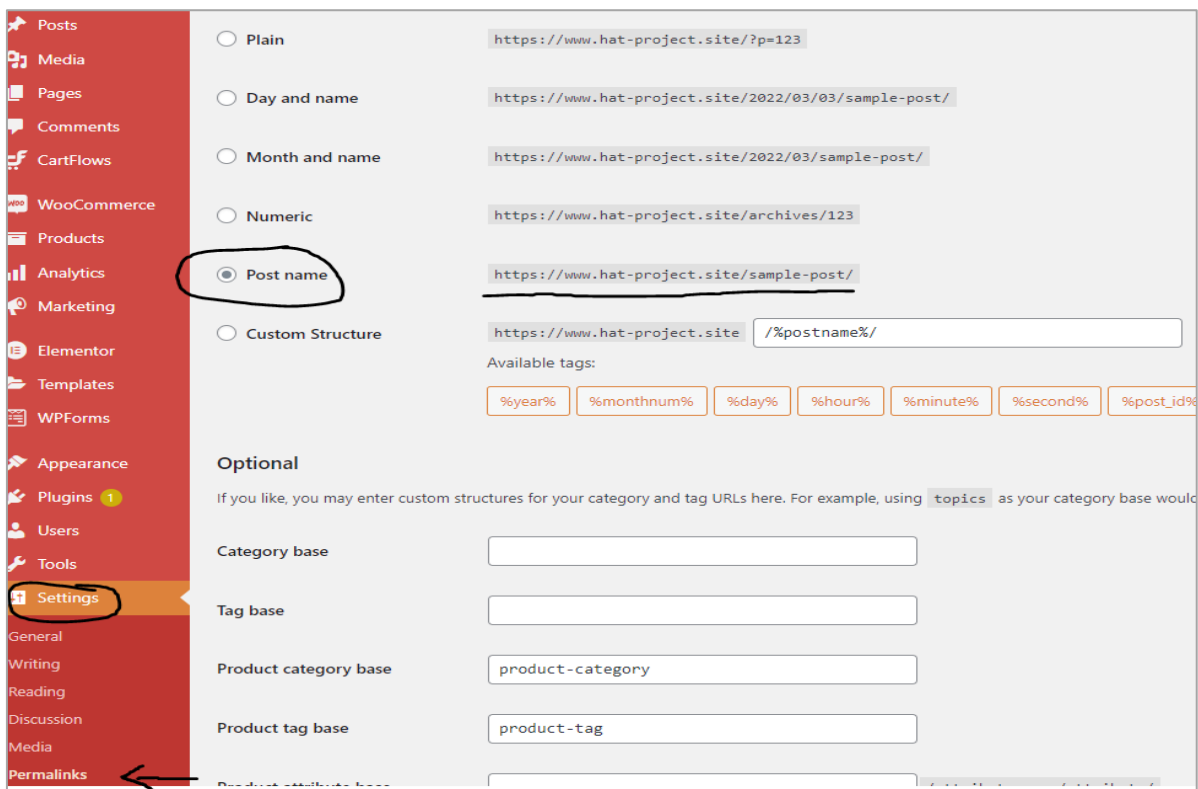 Posts
Media
Pages
Comments
CartFlows
WooCommerce
Products
Analytics
Marketing
Elementor
Templates
WPForms
Appearance
Plugins 1
Users
Tools
Settings
General
Writing
Reading
Discussion
Media
Permalinks
Plain https://www.hat-project.site/?p=123
Day and name https://www.hat-project.site/2022/03/03/sample-post/
Month and name https://www.hat-project.site/2022/03/sample-post/
Numeric https://www.hat-project.site/archives/123
Post name https://www.hat-project.site/sample-post/
Custom Structure https://www.hat-project.site /%postname%/
Available tags:
%year% %monthnum% %day% %hour% %minute% %second% %post_id%
Optional
If you like, you may enter custom structures for your category and tag URLs here. For example, using topics as your category base would
Category base
Tag base
Product category base product-category
Product tag base product-tag
Product attribute base